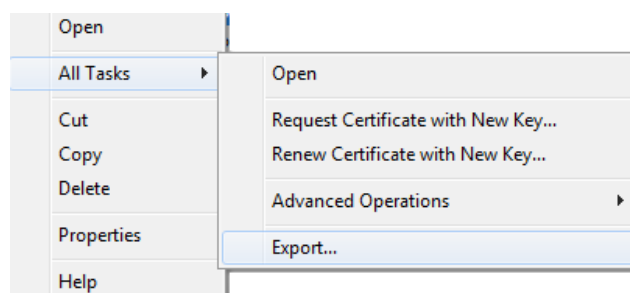 Open
All Tasks
Cut
Copy
Delete
Properties
Help
Open
Request Certificate with New Key...
Renew Certificate with New Key...
Advanced Operations
Export...